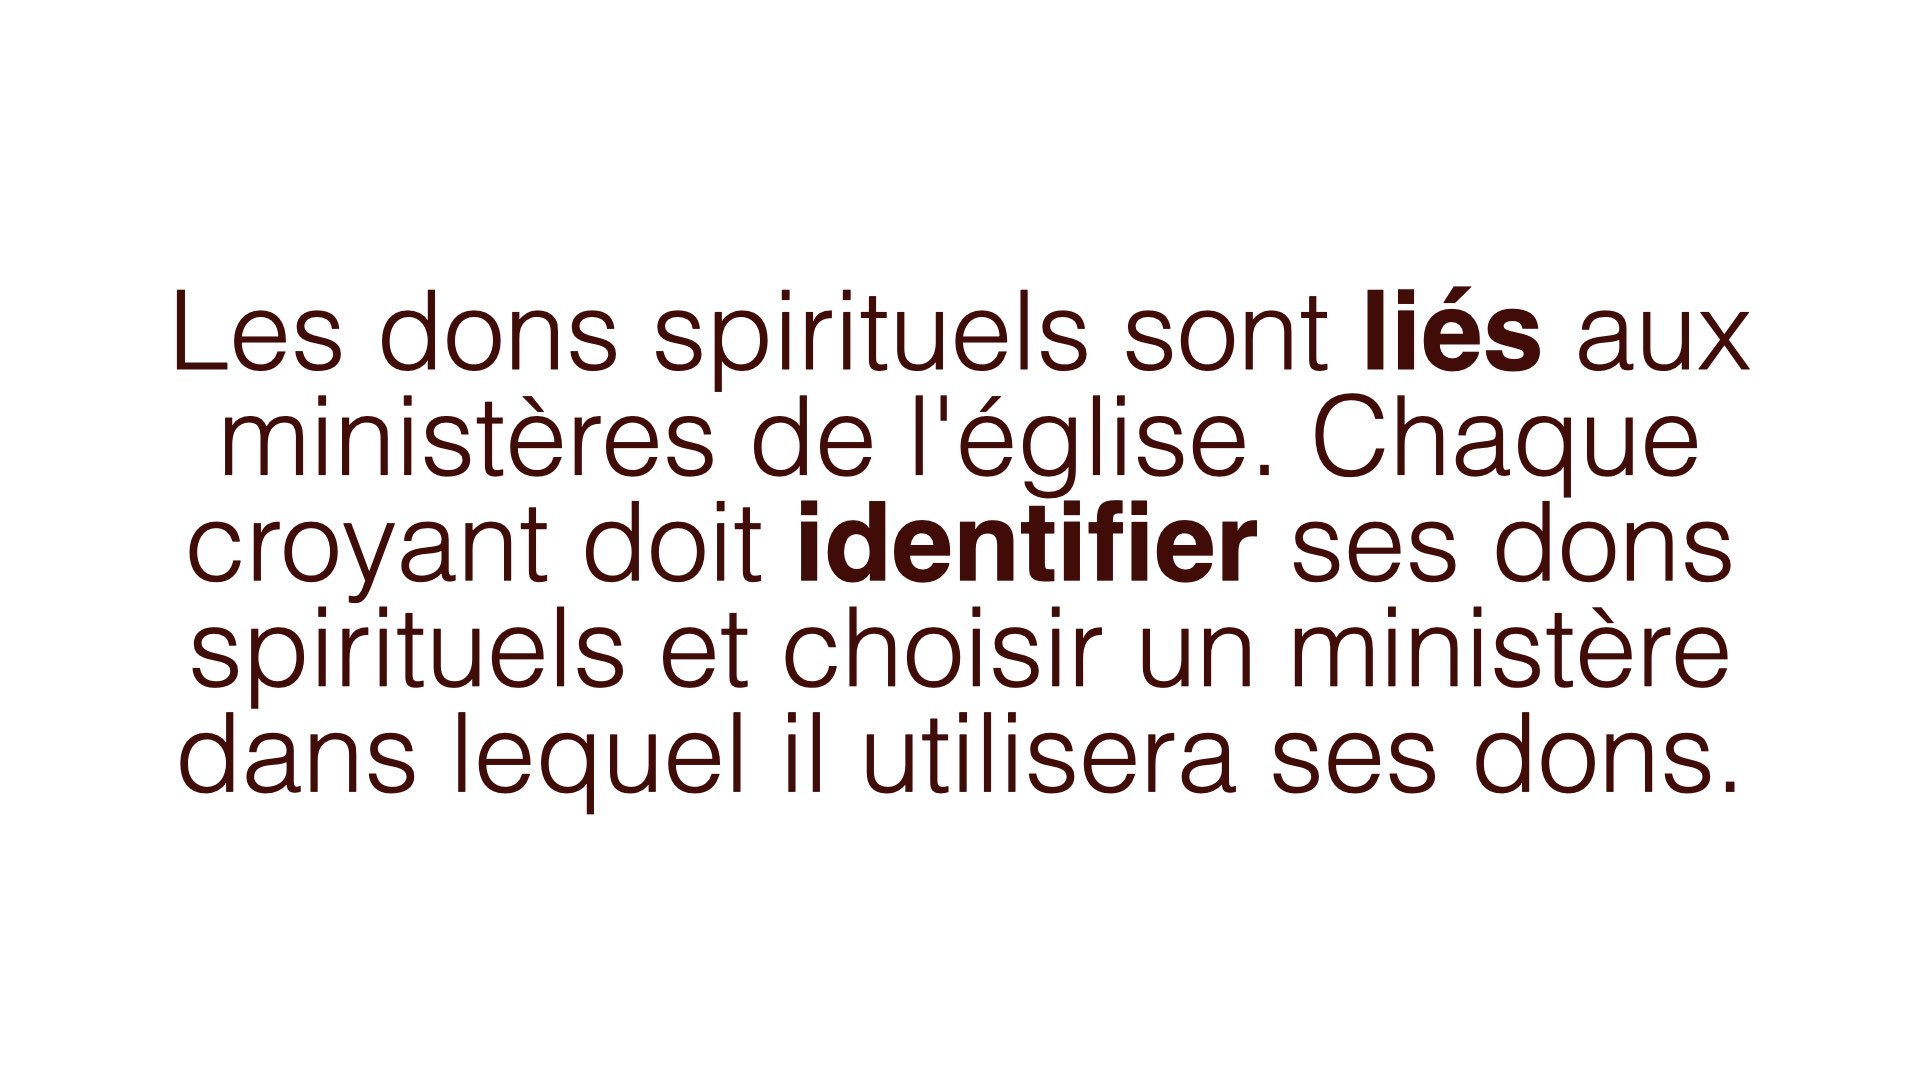 Les dons spirituels sont liés aux
ministères de l'église. Chaque
croyant doit identifier ses dons
spirituels et choisir un ministère
dans lequel il utilisera ses dons.